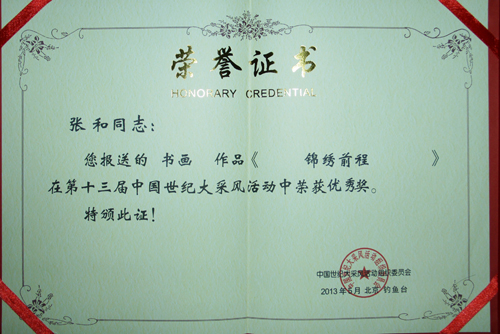 荣誉证书
HONORARY CREDENTIAL
张和同志：
您报送的 书画 作品《 锦绣前程 》
在第十三届中国世纪大采风活动中荣获优秀奖。
特颁此证！
中国世纪大采风活动组织委员会
2013年5月 北京 钓鱼台